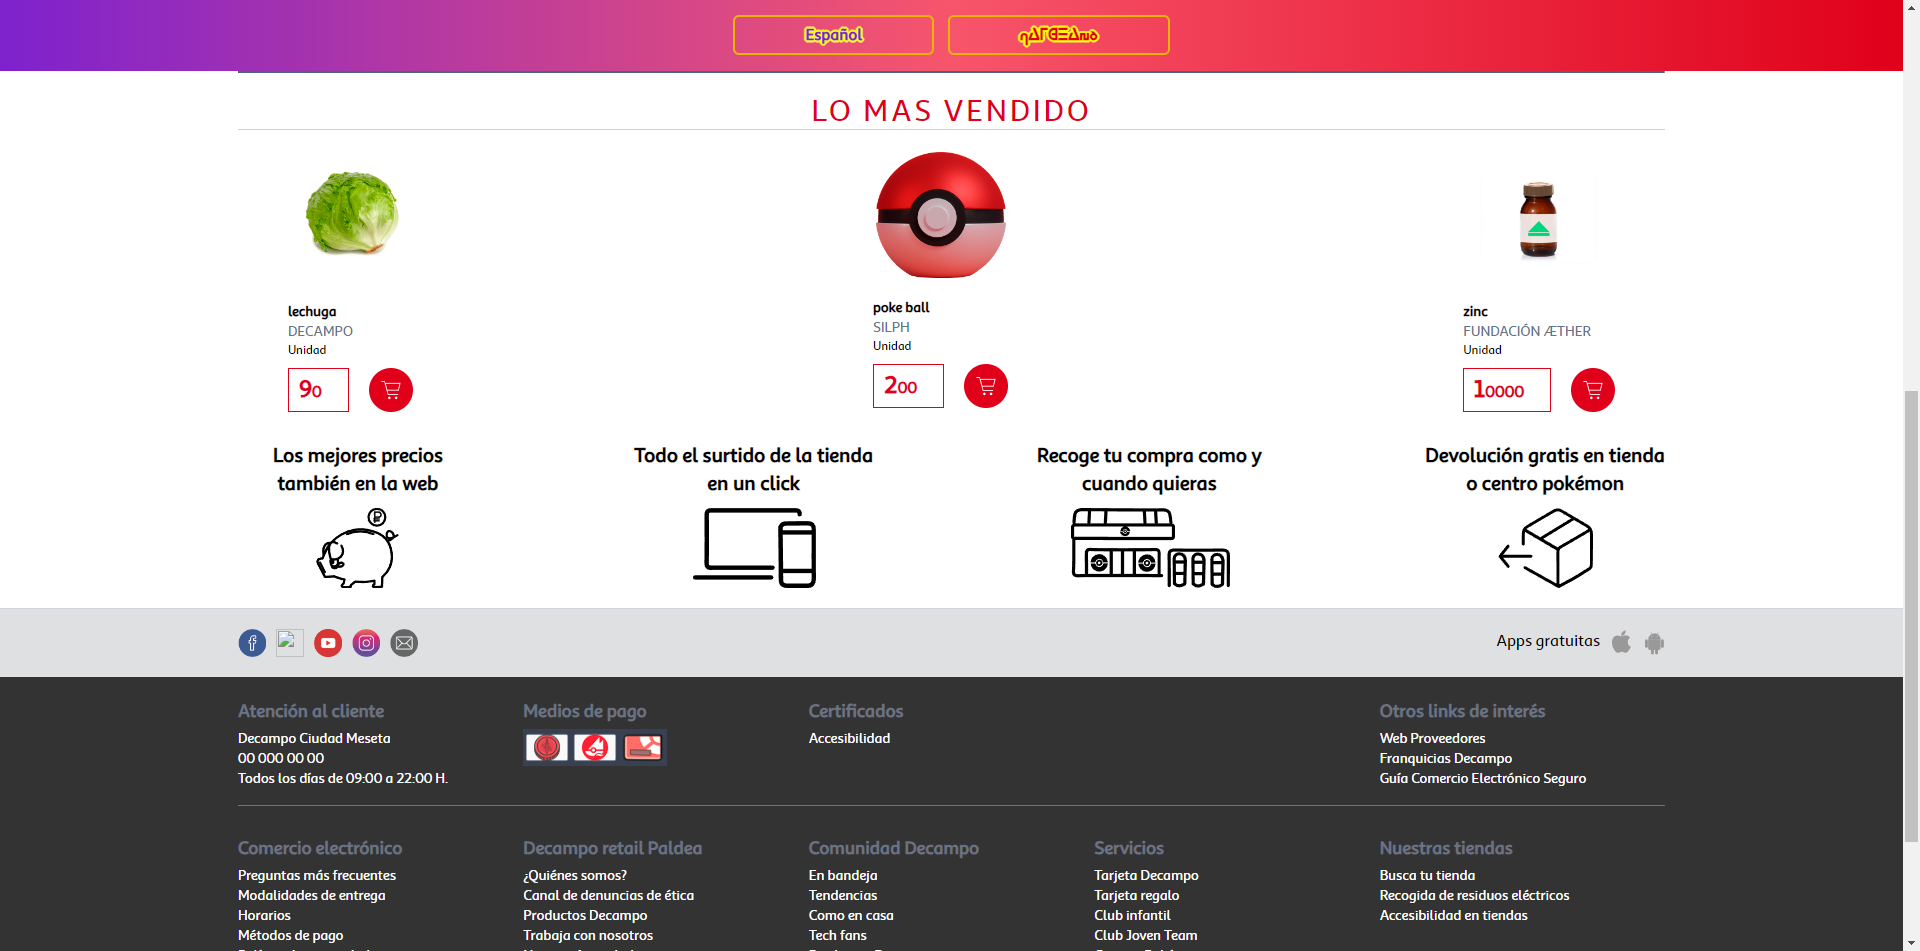 Español
LO MAS VENDIDO
lechuga
DECAMPO
Unidad
90
poke ball
SILPH
Unidad
200
zinc
FUNDACIÓN ÆTHER
Unidad
10000
Los mejores precios
también en la web
Todo el surtido de la tienda
en un click
Recoge tu compra como y
cuando quieras
Devolución gratis en tienda
o centro pokémon
Apps gratuitas
Atención al cliente
Decampo Ciudad Meseta
00 000 00 00
Todos los días de 09:00 a 22:00 H.
Medios de pago
Certificados
Accesibilidad
Otros links de interés
Web Proveedores
Franquicias Decampo
Guía Comercio Electrónico Seguro
Comercio electrónico
Preguntas más frecuentes
Modalidades de entrega
Horarios
Métodos de pago
Decampo retail Paldea
¿Quiénes somos?
Canal de denuncias de ética
Productos Decampo
Trabaja con nosotros
Comunidad Decampo
En bandeja
Tendencias
Como en casa
Tech fans
Servicios
Tarjeta Decampo
Tarjeta regalo
Club infantil
Club Joven Team
Nuestras tiendas
Busca tu tienda
Recogida de residuos eléctricos
Accesibilidad en tiendas